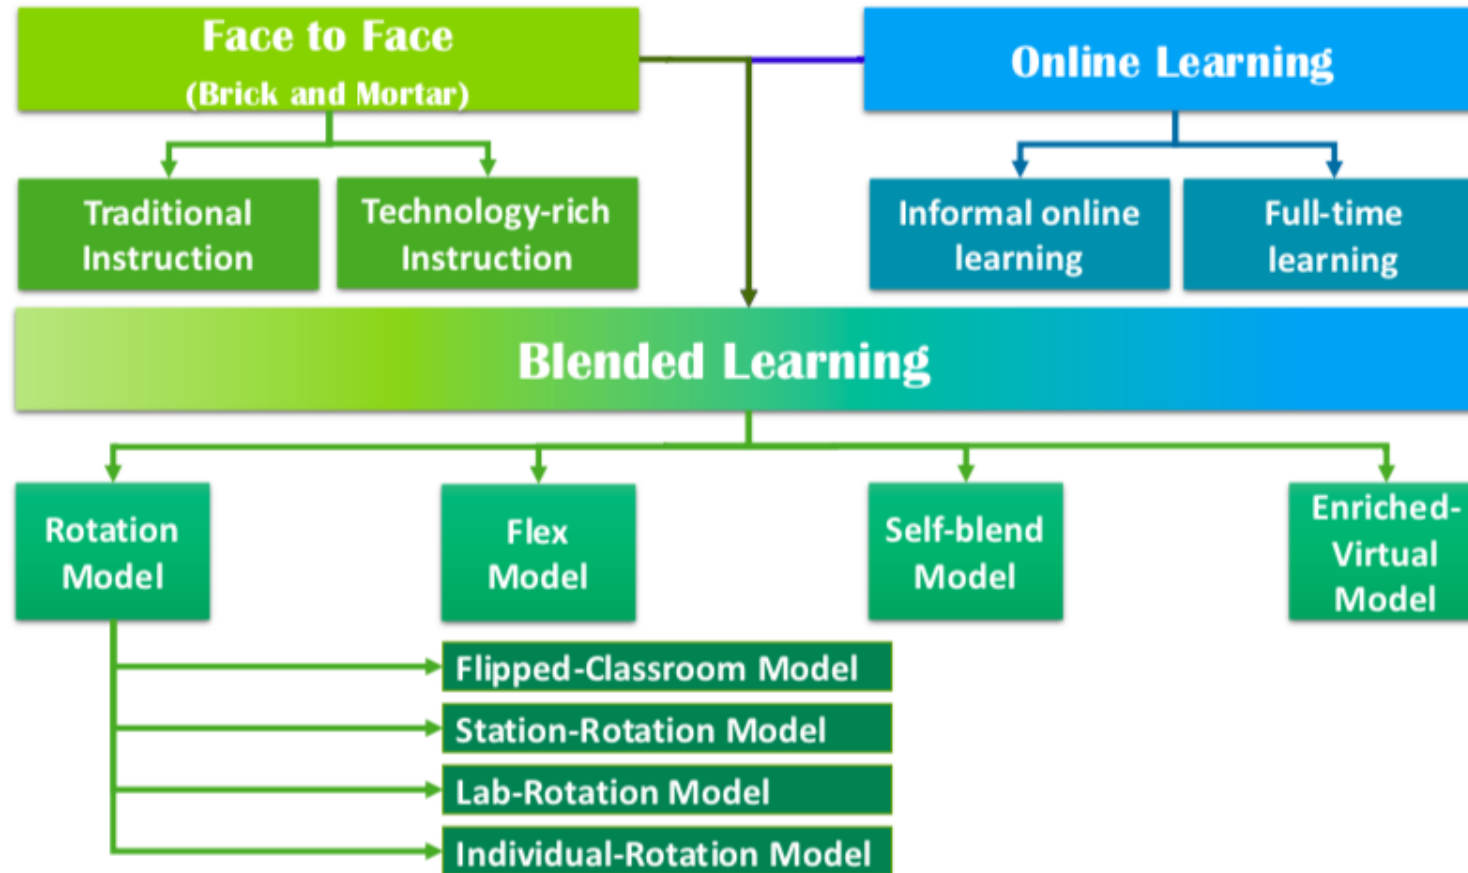 Face to Face
(Brick and Mortar)
Online Learning
Traditional
Instruction
Technology-rich
Instruction
Informal online
learning
Full-time
learning
Blended Learning
Rotation
Model
Flex
Model
Self-blend
Model
Enriched-
Virtual
Model
Flipped-Classroom Model
Station-Rotation Model
Lab-Rotation Model
Individual-Rotation Model